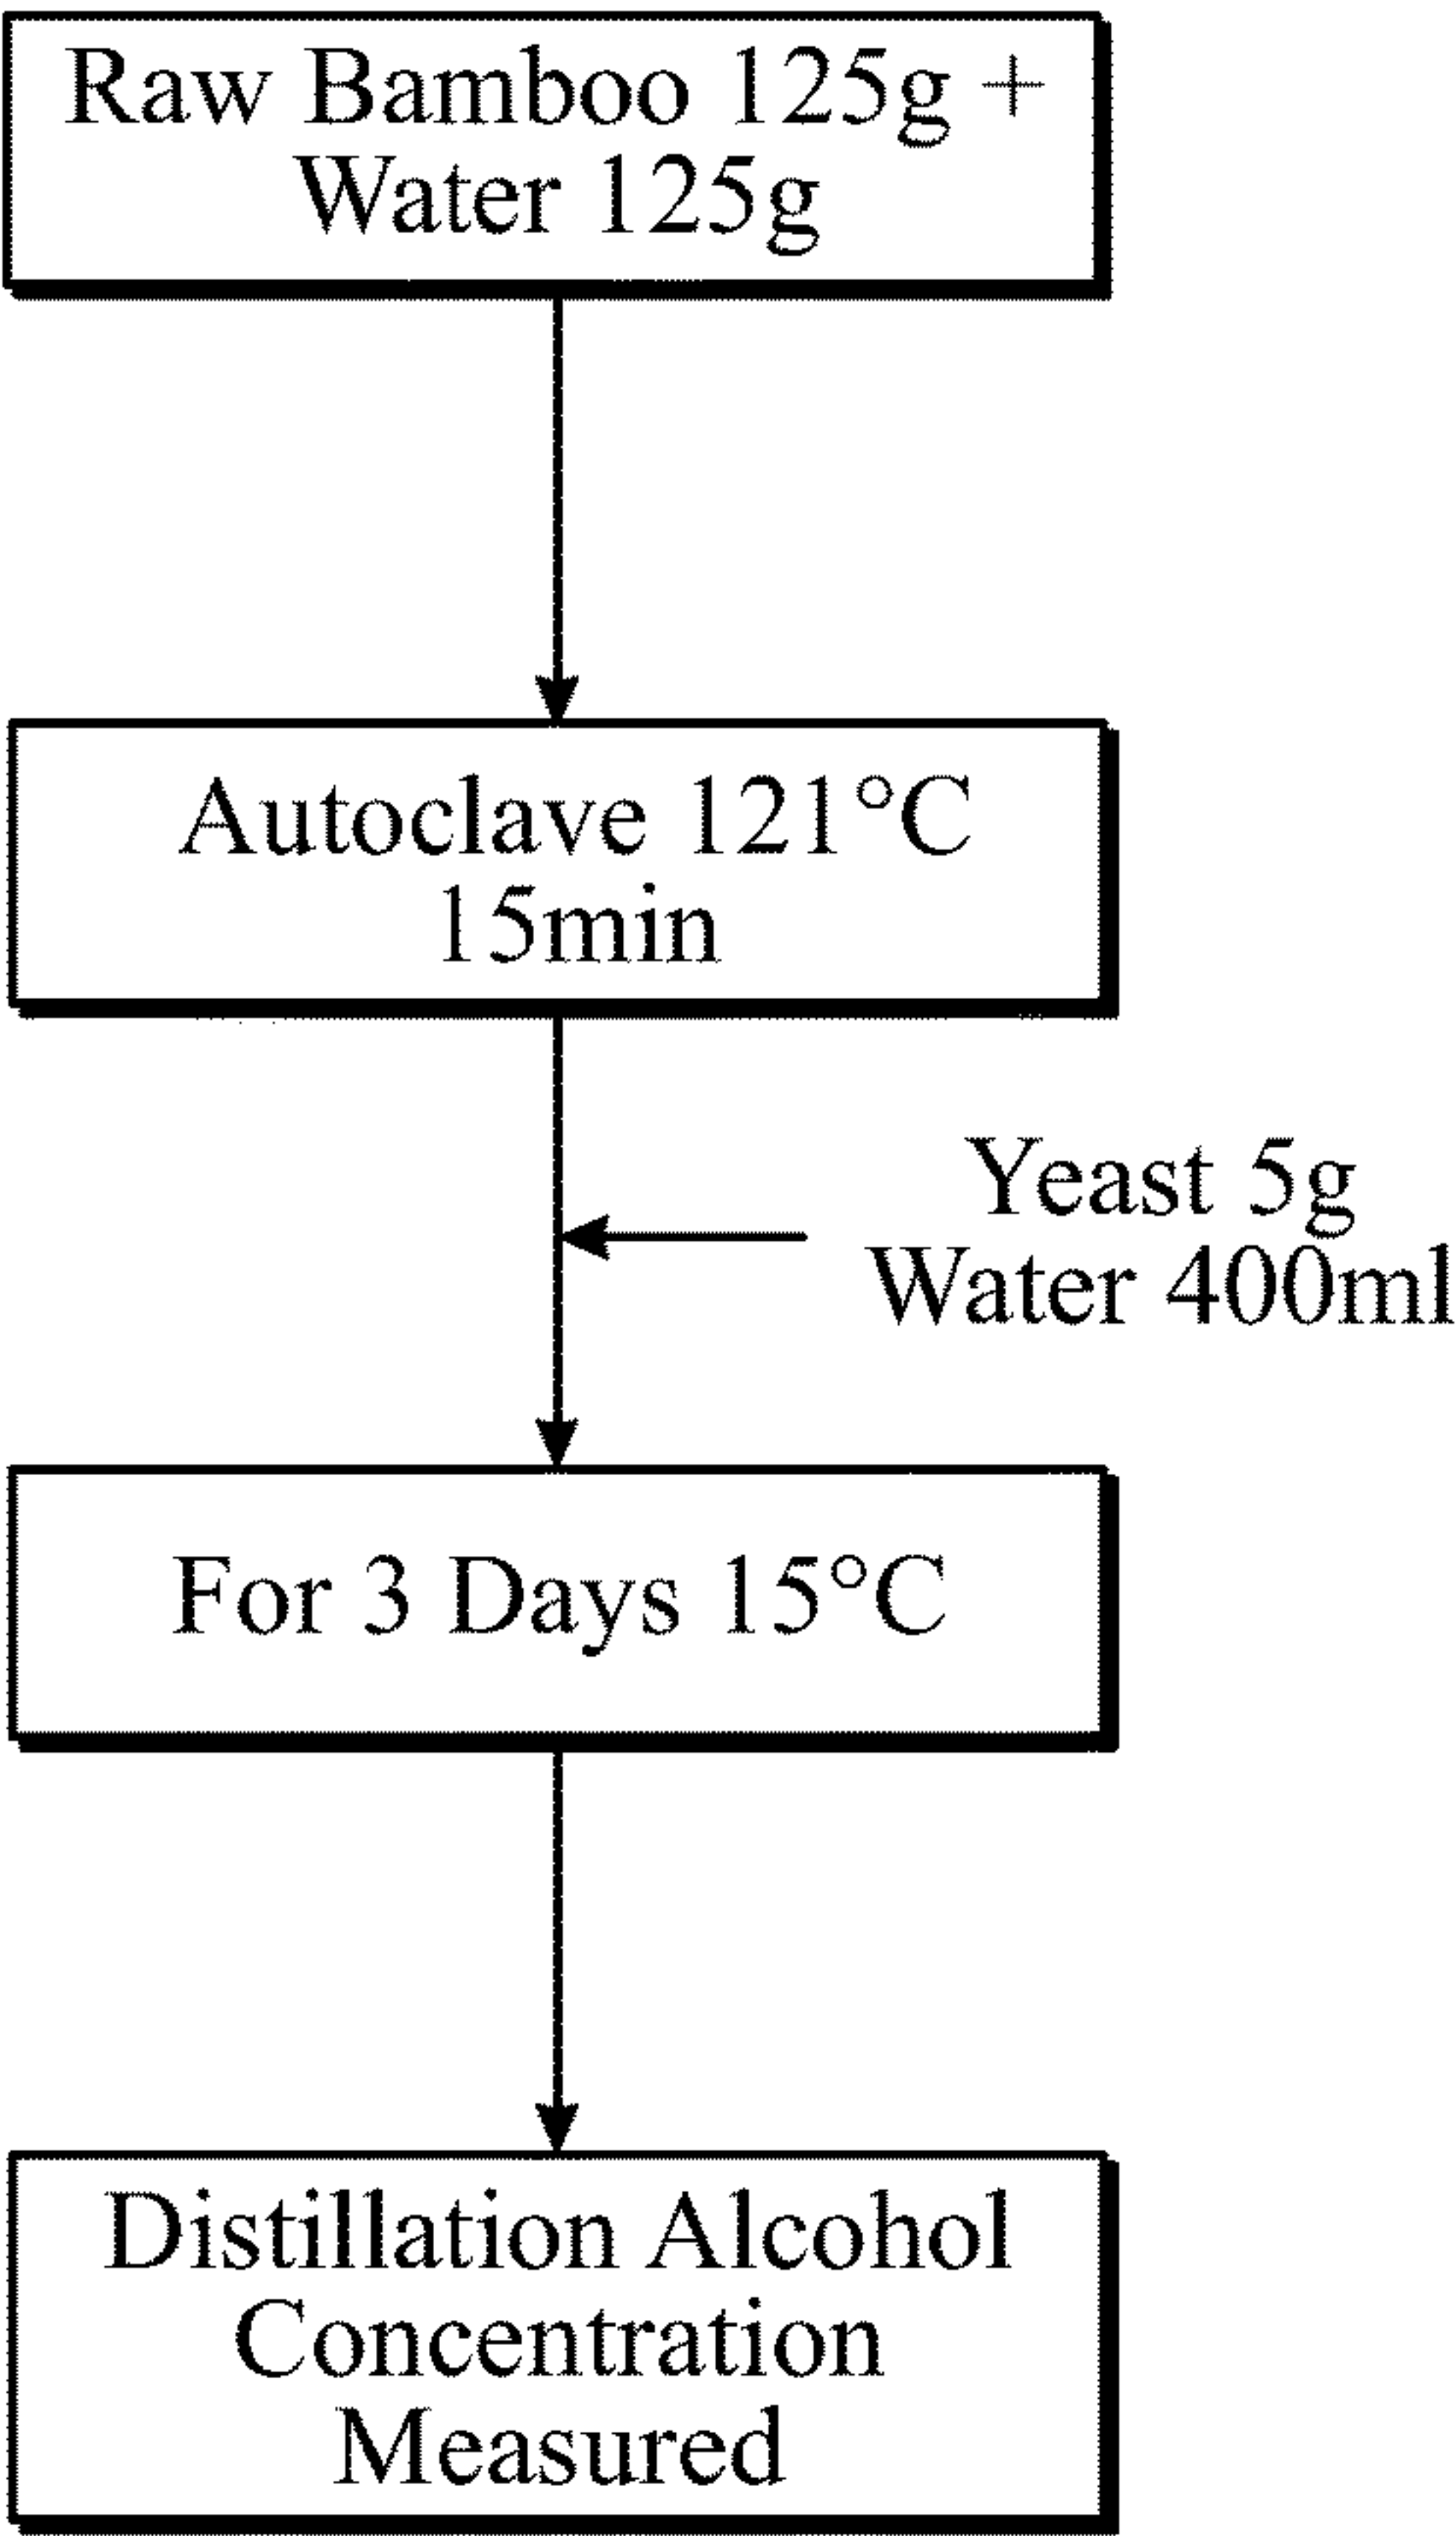 Raw Bamboo 125g +
Water 125g
Autoclave 121°C
15min
Yeast 5g
Water 400ml
For 3 Days 15°C
Distillation Alcohol
Concentration
Measured